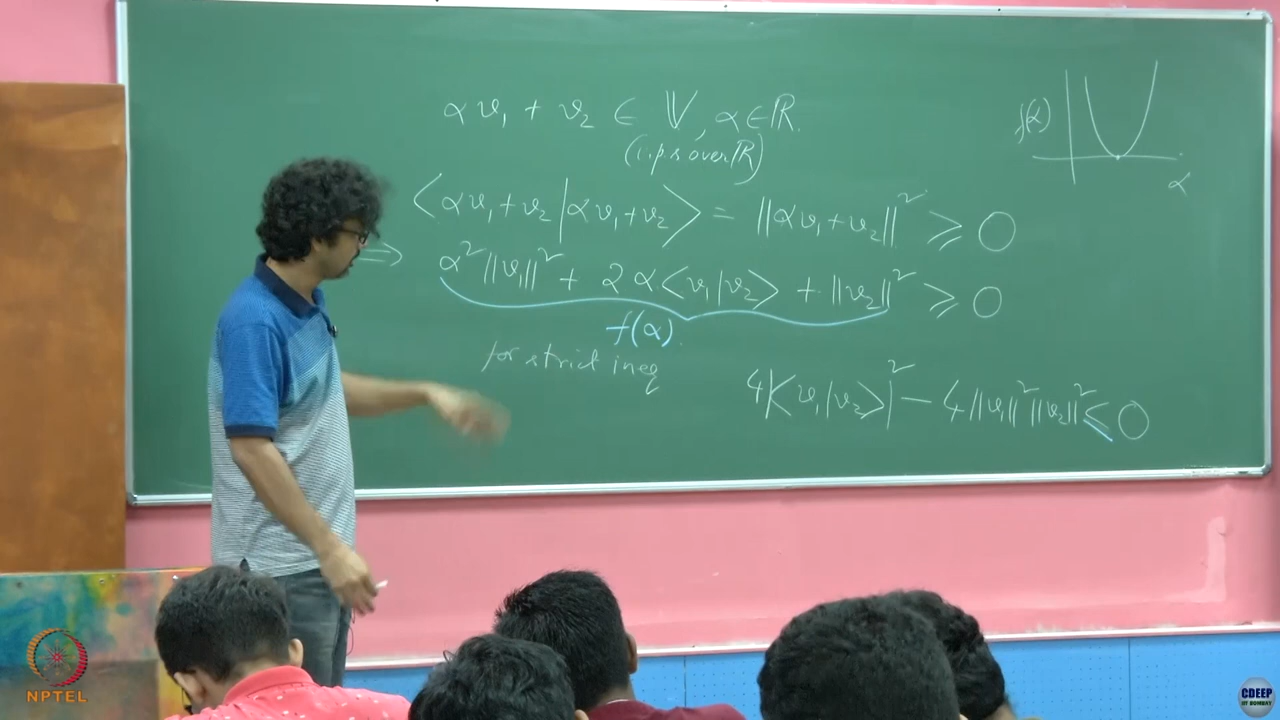 αv₁ + v₂ ∈ 𝕍, α∈ℝ.
(i.p.s over ℝ)
⟨αv₁+v₂|αv₁+v₂⟩ = ||αv₁+v₂||² ≥ 0
⇒ α²||v₁||² + 2α⟨v₁|v₂⟩ + ||v₂||² ≥ 0
f(α)
for strict ineq
4|⟨v₁|v₂⟩|² − 4||v₁||²||v₂||² ≤ 0
f(α)
α
NPTEL
CDEEP
IIT BOMBAY